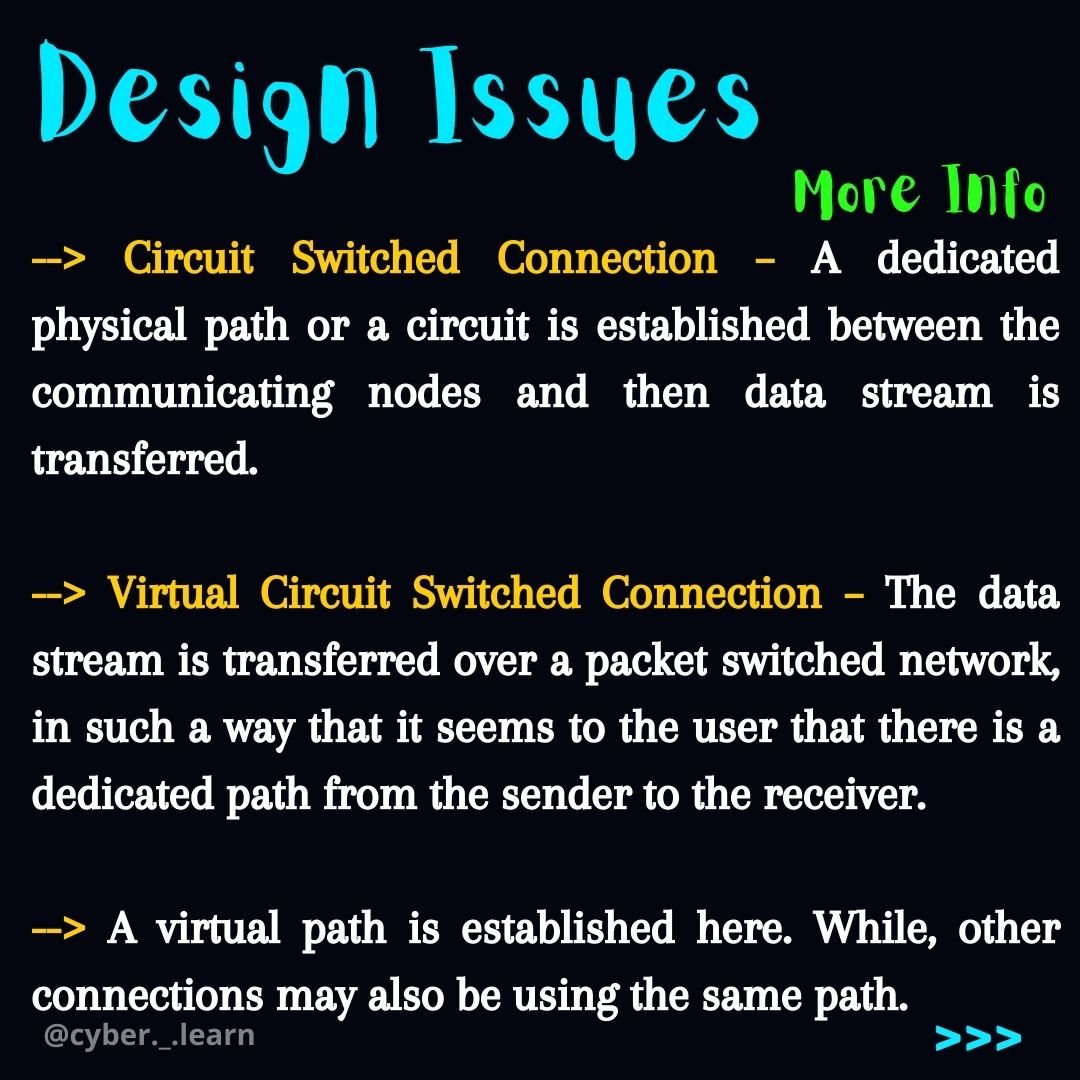 Design Issues
More Info
--> Circuit Switched Connection – A dedicated
physical path or a circuit is established between the
communicating nodes and then data stream is
transferred.
--> Virtual Circuit Switched Connection – The data
stream is transferred over a packet switched network,
in such a way that it seems to the user that there is a
dedicated path from the sender to the receiver.
--> A virtual path is established here. While, other
connections may also be using the same path.
@cyber._.learn
>>>